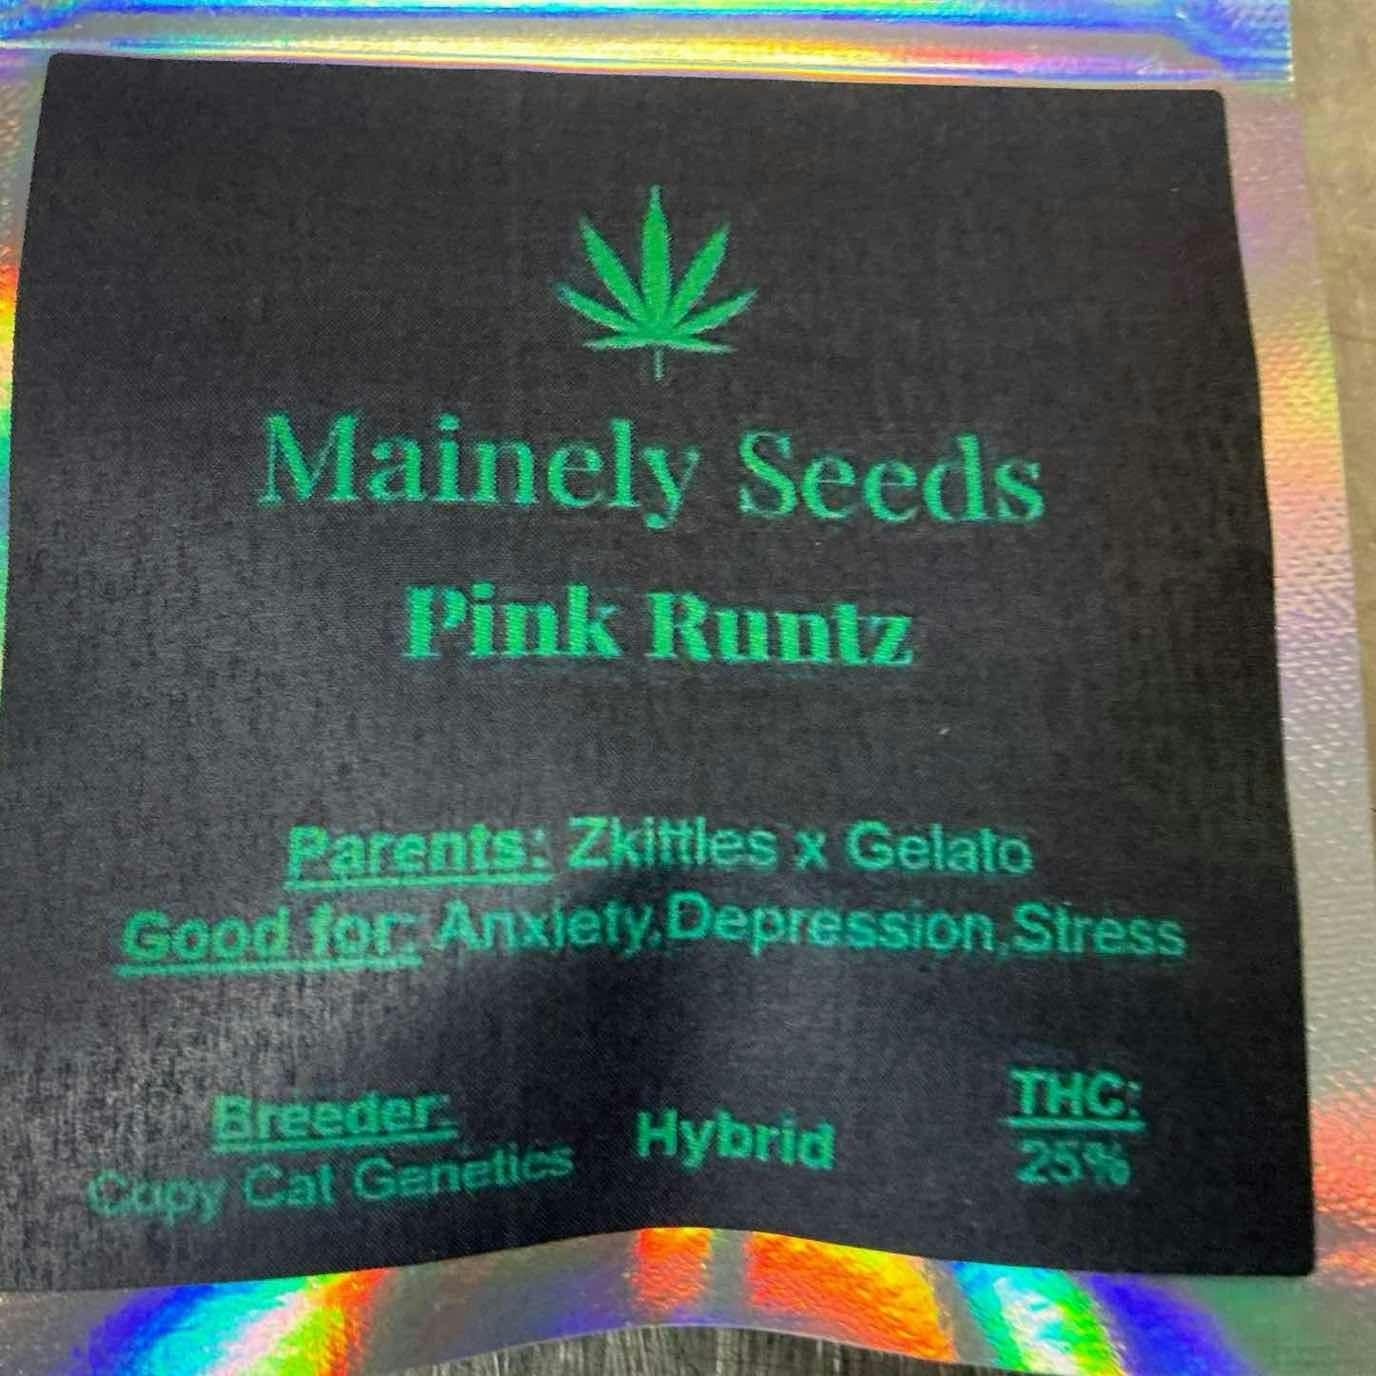 Mainely Seeds
Pink Runtz
Parents: Zkittles x Gelato
Good for: Anxiety,Depression,Stress
Breeder:
Copy Cat Genetics
Hybrid
THC:
25%